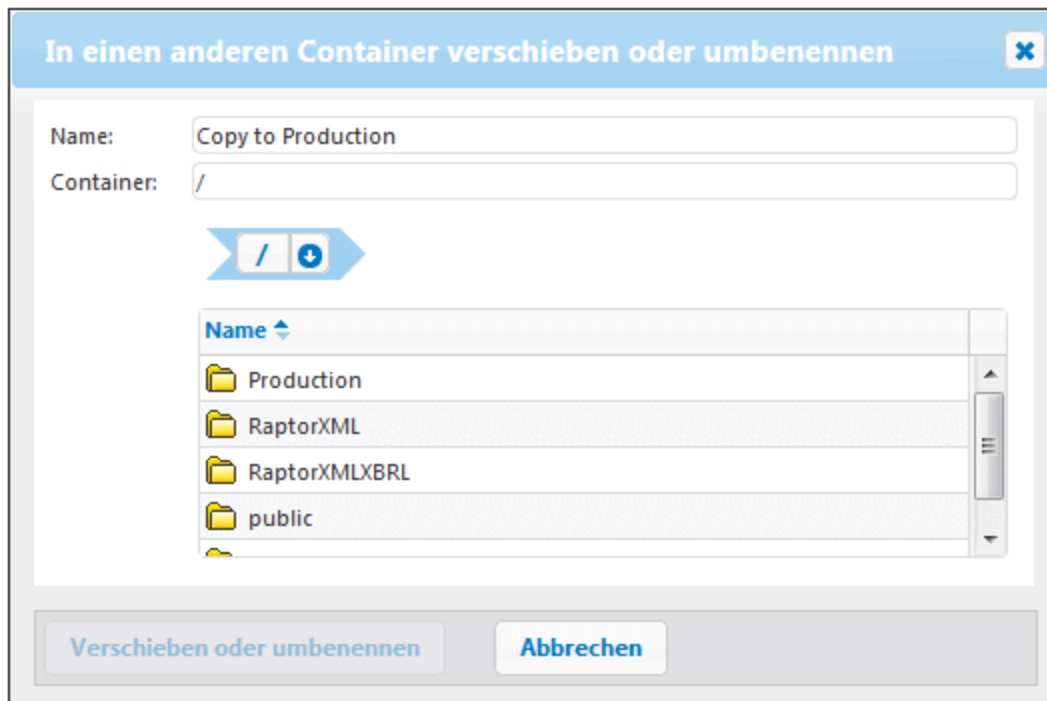 In einen anderen Container verschieben oder umbenennen
Name: Copy to Production
Container: /
/
Name
Production
RaptorXML
RaptorXMLXBRL
public
Verschieben oder umbenennen Abbrechen